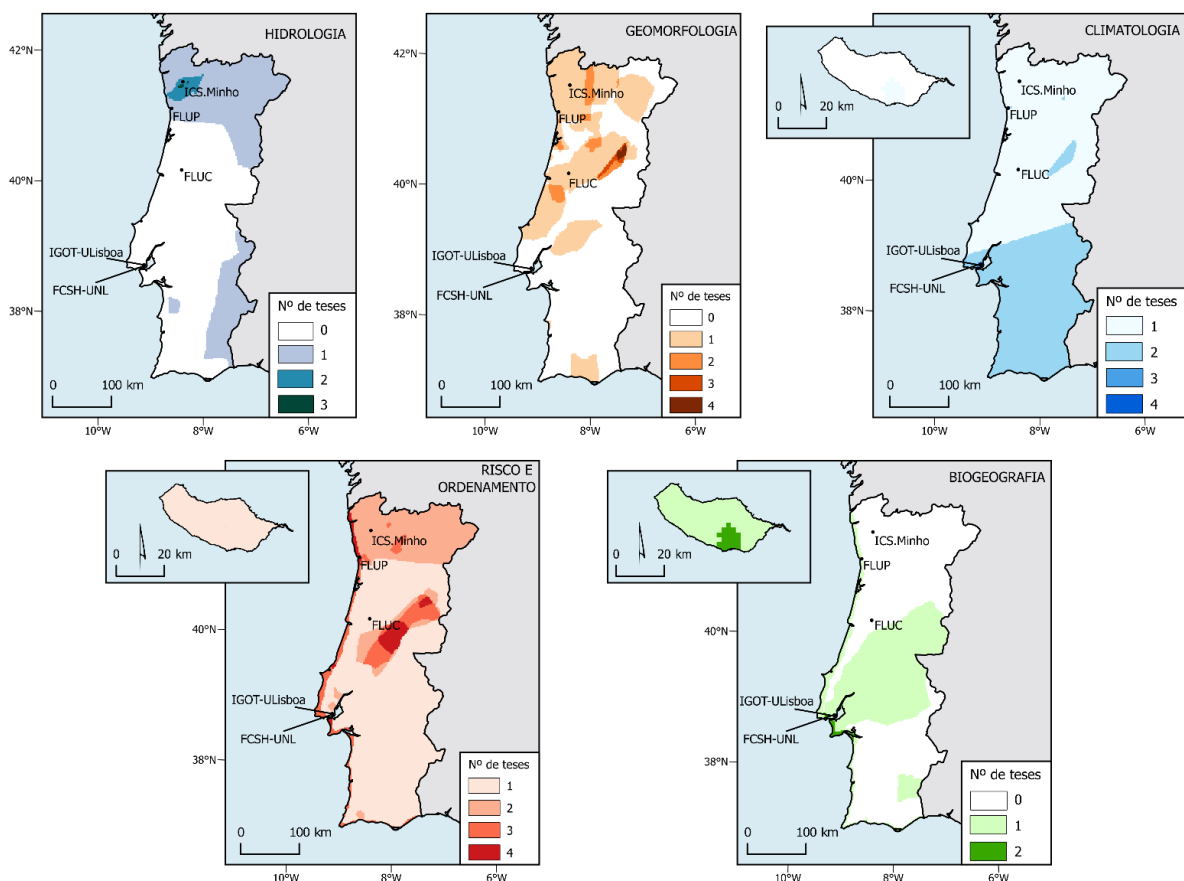 HIDROLOGIA
42°N
40°N
38°N
ICS.Minho
FLUP
FLUC
IGOT-ULisboa
FCSH-UNL
Nº de teses
0
1
2
3
0 100 km
10°W 8°W 6°W
GEOMORFOLOGIA
42°N
40°N
38°N
ICS.Minho
FLUP
FLUC
IGOT-ULisboa
FCSH-UNL
Nº de teses
0
1
2
3
4
0 100 km
10°W 8°W 6°W
CLIMATOLOGIA
0 20 km
40°N
38°N
ICS.Minho
FLUP
FLUC
IGOT-ULisboa
FCSH-UNL
Nº de teses
1
2
3
4
0 100 km
10°W 8°W 6°W
RISCO E
ORDENAMENTO
0 20 km
40°N
38°N
ICS.Minho
FLUP
FLUC
IGOT-ULisboa
FCSH-UNL
Nº de teses
1
2
3
4
0 100 km
10°W 8°W 6°W
BIOGEOGRAFIA
0 20 km
40°N
38°N
ICS.Minho
FLUP
FLUC
IGOT-ULisboa
FCSH-UNL
Nº de teses
0
1
2
0 100 km
10°W 8°W 6°W